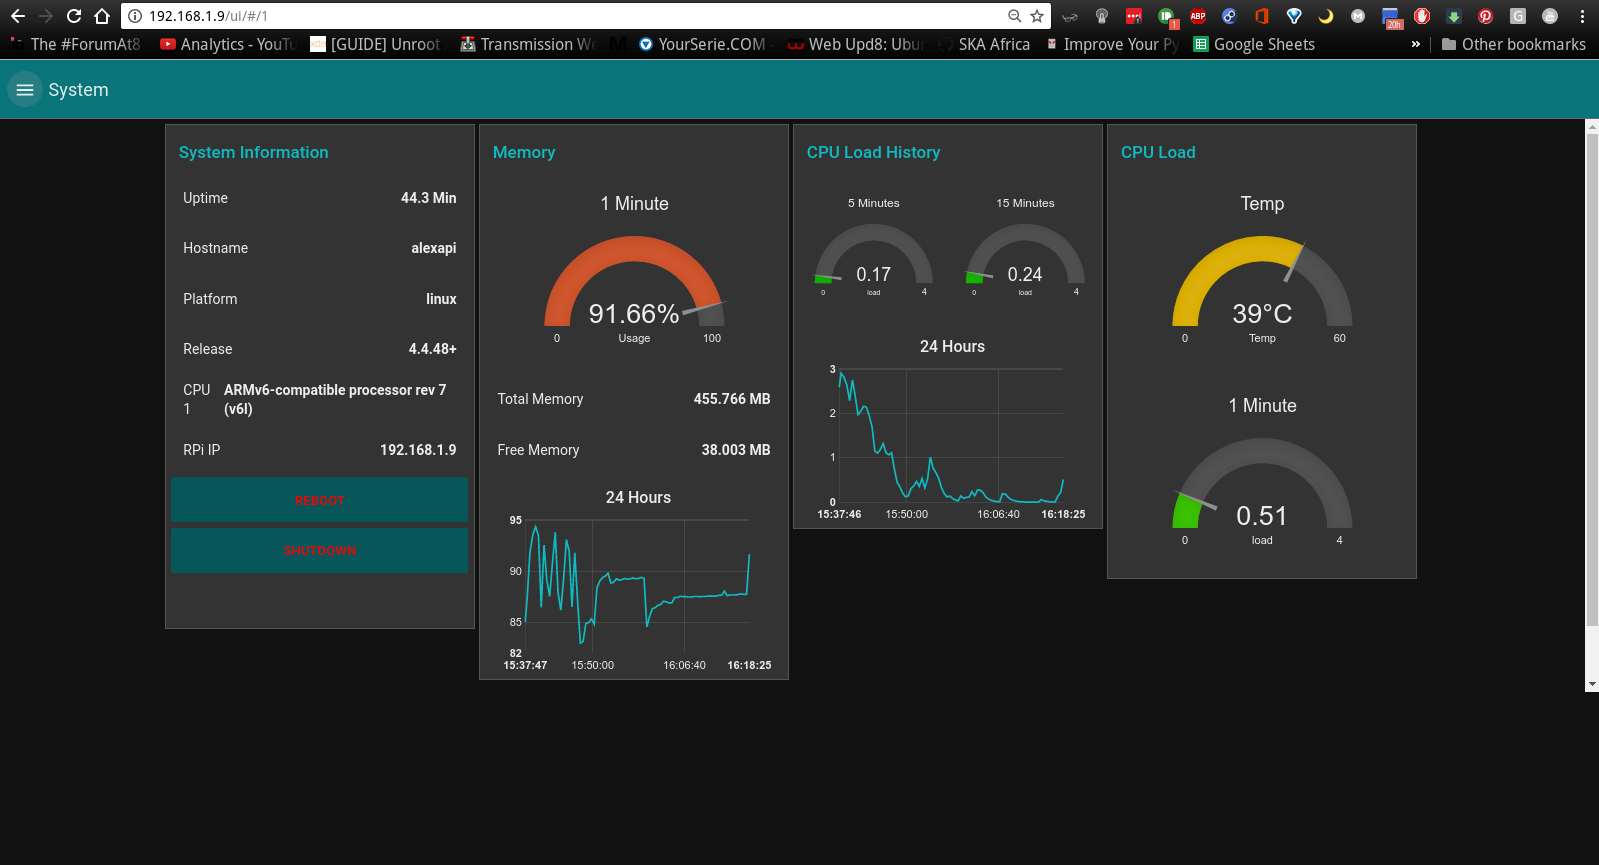 192.168.1.9/ui/#/1
The #ForumAt8
Analytics - YouTu
[GUIDE] Unroot
Transmission We
YourSerie.COM -
Web Upd8: Ubun
SKA Africa
Improve Your Py
Google Sheets
»
Other bookmarks
ABP
1
20h
System
System Information
Uptime 44.3 Min
Hostname alexapi
Platform linux
Release 4.4.48+
CPU 1 ARMv6-compatible processor rev 7
(v6l)
RPi IP 192.168.1.9
REBOOT
SHUTDOWN
Memory
1 Minute
91.66%
0 Usage 100
Total Memory 455.766 MB
Free Memory 38.003 MB
24 Hours
95
90
85
82
15:37:47 15:50:00 16:06:40 16:18:25
CPU Load History
5 Minutes 15 Minutes
0.17 0.24
0 load 4 0 load 4
24 Hours
3
2
1
0
15:37:46 15:50:00 16:06:40 16:18:25
CPU Load
Temp
39°C
0 Temp 60
1 Minute
0.51
0 load 4